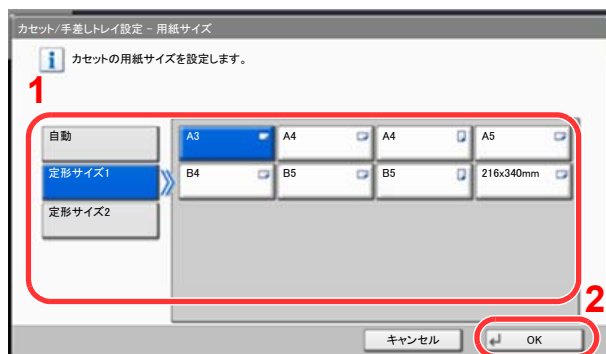 カセット/手差しトレイ設定 - 用紙サイズ
i カセットの用紙サイズを設定します。
1
自動
A3 A4 A4 A5
定形サイズ1
B4 B5 B5 216x340mm
定形サイズ2
2
キャンセル OK